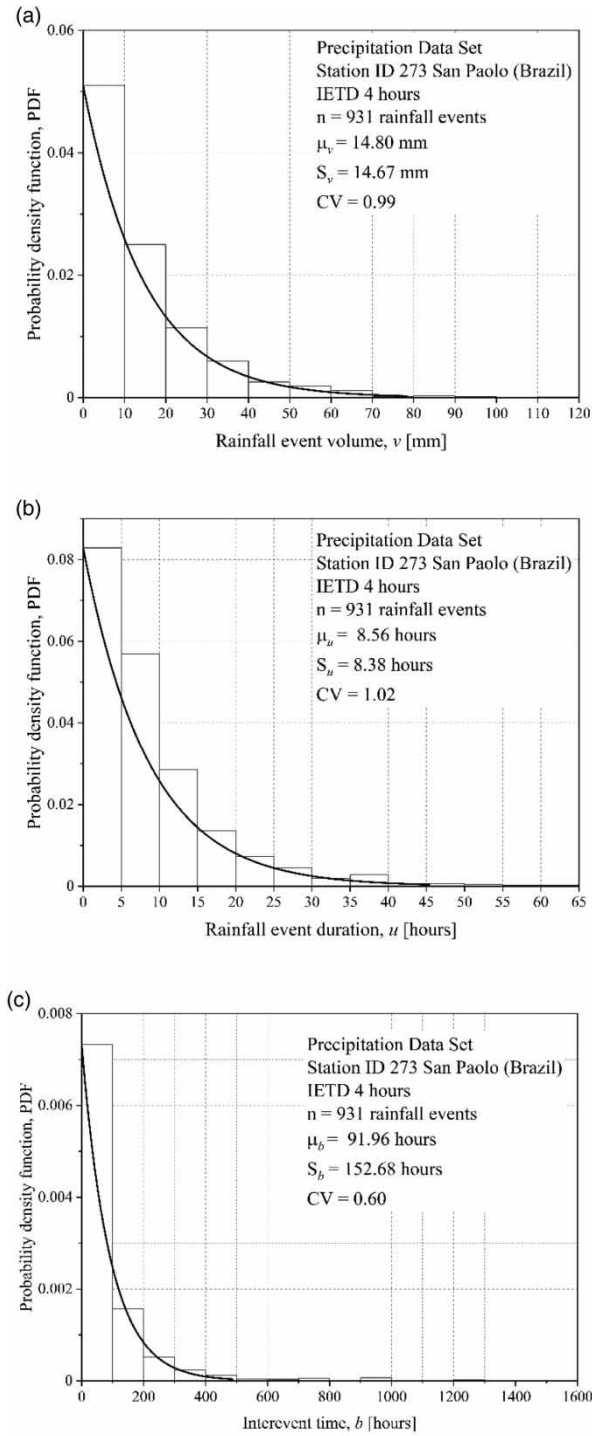 (a)
0.06
0.04
0.02
0
Probability density function, PDF
Precipitation Data Set
Station ID 273 San Paolo (Brazil)
IETD 4 hours
n = 931 rainfall events
μv = 14.80 mm
Sv = 14.67 mm
CV = 0.99
0 10 20 30 40 50 60 70 80 90 100 110 120
Rainfall event volume, v [mm]
(b)
0.08
0.06
0.04
0.02
0
Probability density function, PDF
Precipitation Data Set
Station ID 273 San Paolo (Brazil)
IETD 4 hours
n = 931 rainfall events
μu = 8.56 hours
Su = 8.38 hours
CV = 1.02
0 5 10 15 20 25 30 35 40 45 50 55 60 65
Rainfall event duration, u [hours]
(c)
0.008
0.006
0.004
0.002
0
Probability density function, PDF
Precipitation Data Set
Station ID 273 San Paolo (Brazil)
IETD 4 hours
n = 931 rainfall events
μb = 91.96 hours
Sb = 152.68 hours
CV = 0.60
0 200 400 600 800 1000 1200 1400 1600
Interevent time, b [hours]